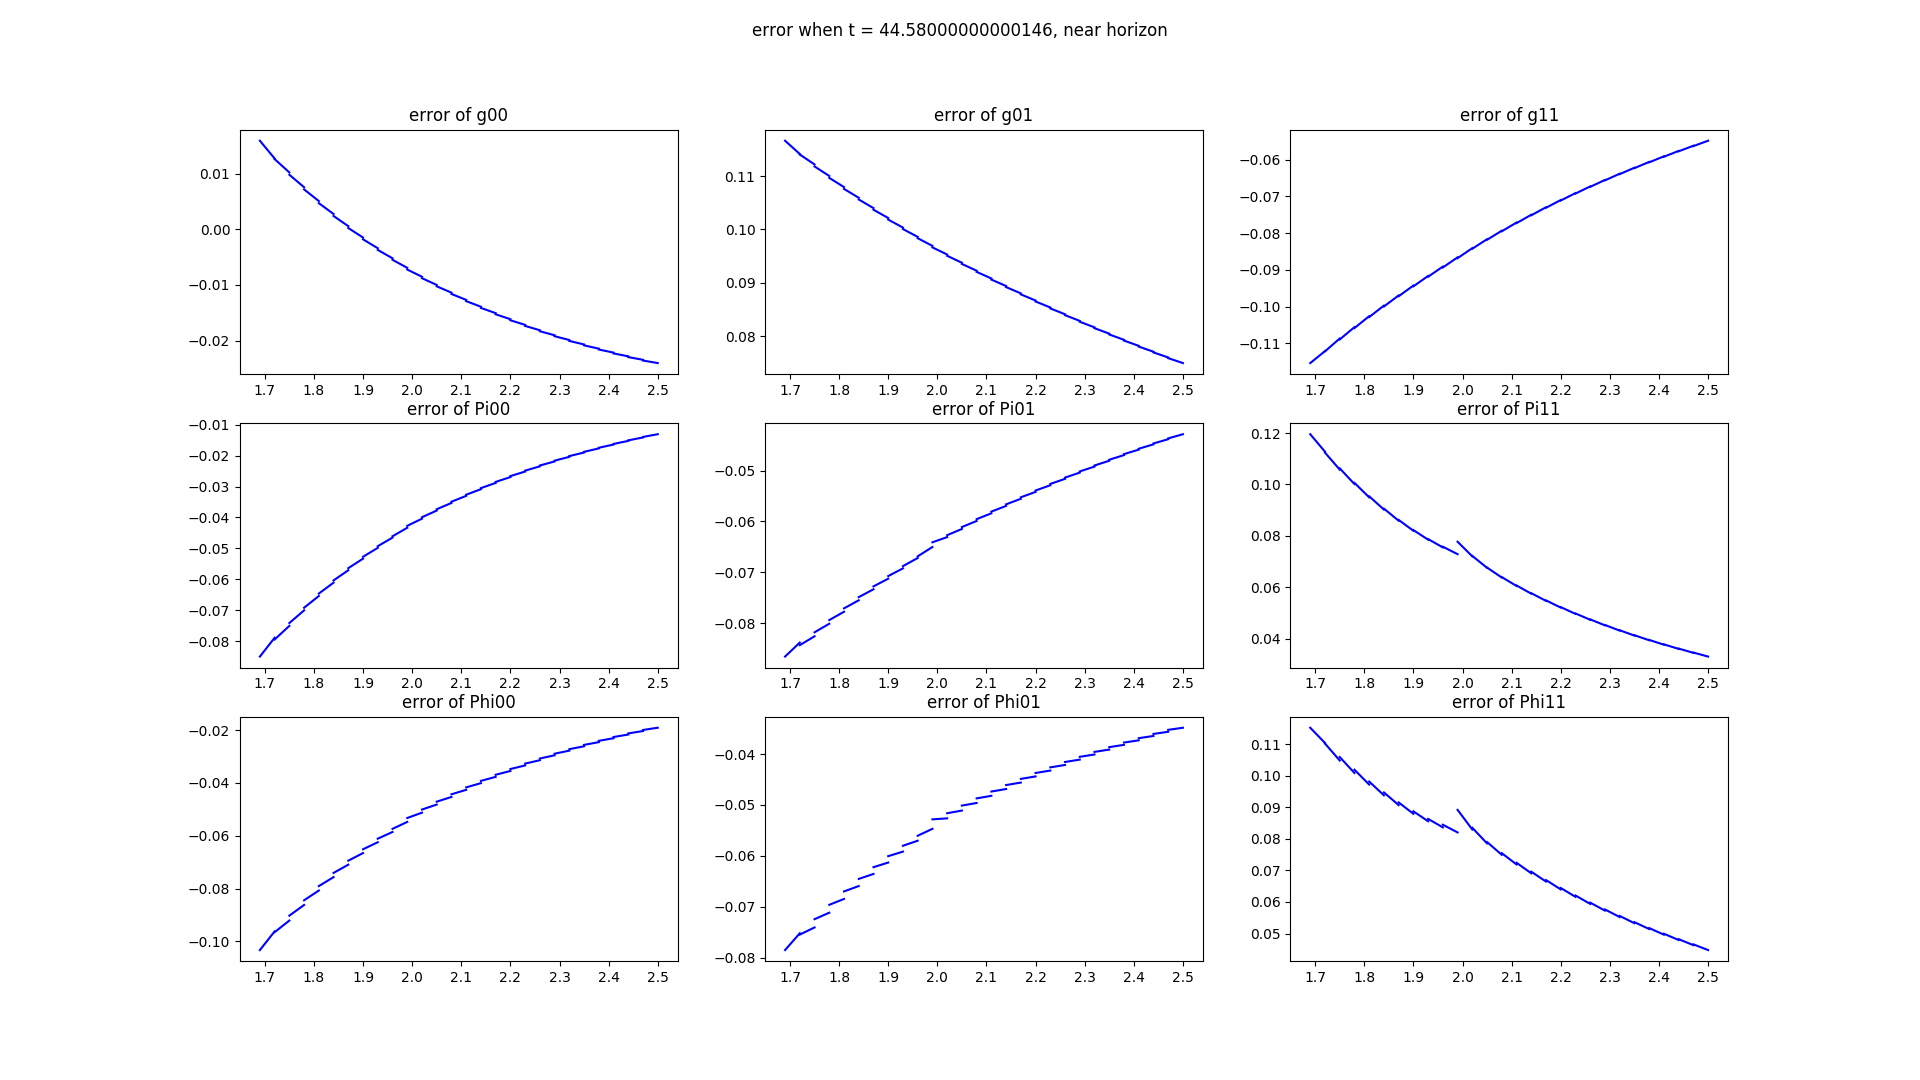 error when t = 44.58000000000146, near horizon
error of g00
error of g01
error of g11
0.01
0.00
−0.01
−0.02
1.7 1.8 1.9 2.0 2.1 2.2 2.3 2.4 2.5
0.11
0.10
0.09
0.08
1.7 1.8 1.9 2.0 2.1 2.2 2.3 2.4 2.5
−0.06
−0.07
−0.08
−0.09
−0.10
−0.11
1.7 1.8 1.9 2.0 2.1 2.2 2.3 2.4 2.5
error of Pi00
error of Pi01
error of Pi11
−0.01
−0.02
−0.03
−0.04
−0.05
−0.06
−0.07
−0.08
1.7 1.8 1.9 2.0 2.1 2.2 2.3 2.4 2.5
−0.05
−0.06
−0.07
−0.08
1.7 1.8 1.9 2.0 2.1 2.2 2.3 2.4 2.5
0.12
0.10
0.08
0.06
0.04
1.7 1.8 1.9 2.0 2.1 2.2 2.3 2.4 2.5
error of Phi00
error of Phi01
error of Phi11
−0.02
−0.04
−0.06
−0.08
−0.10
1.7 1.8 1.9 2.0 2.1 2.2 2.3 2.4 2.5
−0.04
−0.05
−0.06
−0.07
−0.08
1.7 1.8 1.9 2.0 2.1 2.2 2.3 2.4 2.5
0.11
0.10
0.09
0.08
0.07
0.06
0.05
1.7 1.8 1.9 2.0 2.1 2.2 2.3 2.4 2.5